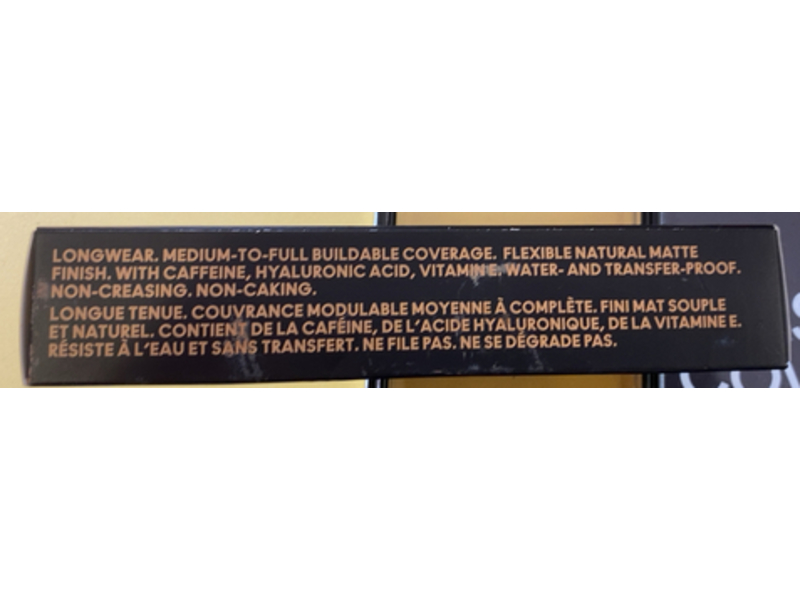 LONGWEAR. MEDIUM-TO-FULL BUILDABLE COVERAGE. FLEXIBLE NATURAL MATTE
FINISH. WITH CAFFEINE, HYALURONIC ACID, VITAMIN E. WATER- AND TRANSFER-PROOF.
NON-CREASING. NON-CAKING.
LONGUE TENUE. COUVRANCE MODULABLE MOYENNE À COMPLÈTE. FINI MAT SOUPLE
ET NATUREL. CONTIENT DE LA CAFÉINE, DE L'ACIDE HYALURONIQUE, DE LA VITAMINE E.
RÉSISTE À L'EAU ET SANS TRANSFERT. NE FILE PAS. NE SE DÉGRADE PAS.